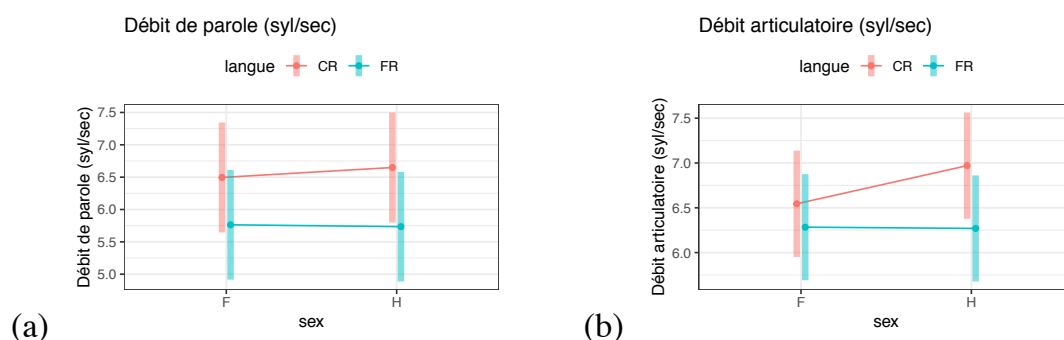 Débit de parole (syl/sec)
langue CR FR
Débit de parole (syl/sec)
7.5
7.0
6.5
6.0
5.5
5.0
F H
sex
(a)
Débit articulatoire (syl/sec)
langue CR FR
Débit articulatoire (syl/sec)
7.5
7.0
6.5
6.0
F H
sex
(b)